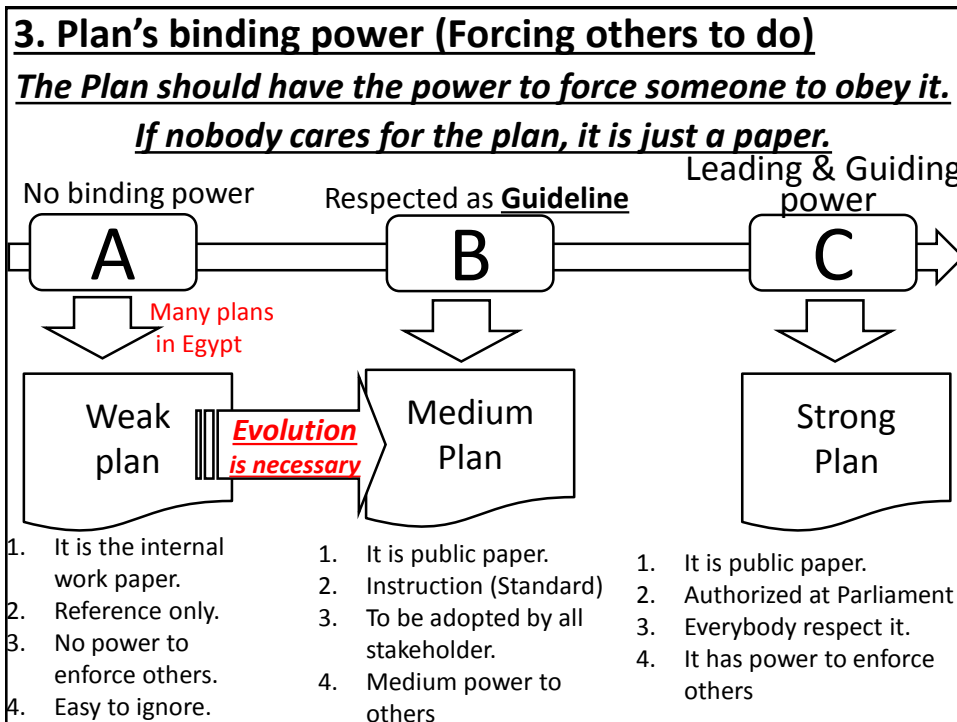 3. Plan’s binding power (Forcing others to do)
The Plan should have the power to force someone to obey it.
If nobody cares for the plan, it is just a paper.
No binding power
Respected as Guideline
Leading & Guiding
power
A
B
C
Many plans
in Egypt
Weak
plan
Evolution
is necessary
Medium
Plan
Strong
Plan
1. It is the internal
work paper.
2. Reference only.
3. No power to
enforce others.
4. Easy to ignore.
1. It is public paper.
2. Instruction (Standard)
3. To be adopted by all
stakeholder.
4. Medium power to
others
1. It is public paper.
2. Authorized at Parliament
3. Everybody respect it.
4. It has power to enforce
others